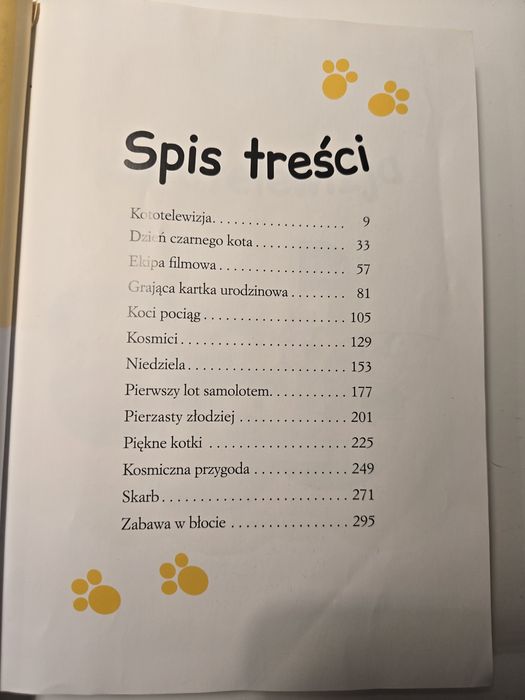 Spis treści
Kototelewizja. . . . . . . . . . . . . . . . . . . 9
Dzień czarnego kota . . . . . . . . . . . . . 33
Ekipa filmowa . . . . . . . . . . . . . . . . . . 57
Grająca kartka urodzinowa . . . . . . . . 81
Koci pociąg . . . . . . . . . . . . . . . . . . . . 105
Kosmici . . . . . . . . . . . . . . . . . . . . . . . 129
Niedziela . . . . . . . . . . . . . . . . . . . . . . 153
Pierwszy lot samolotem. . . . . . . . . . . 177
Pierzasty złodziej . . . . . . . . . . . . . . . 201
Piękne kotki . . . . . . . . . . . . . . . . . . . 225
Kosmiczna przygoda . . . . . . . . . . . . . 249
Skarb . . . . . . . . . . . . . . . . . . . . . . . . . 271
Zabawa w błocie . . . . . . . . . . . . . . . . 295